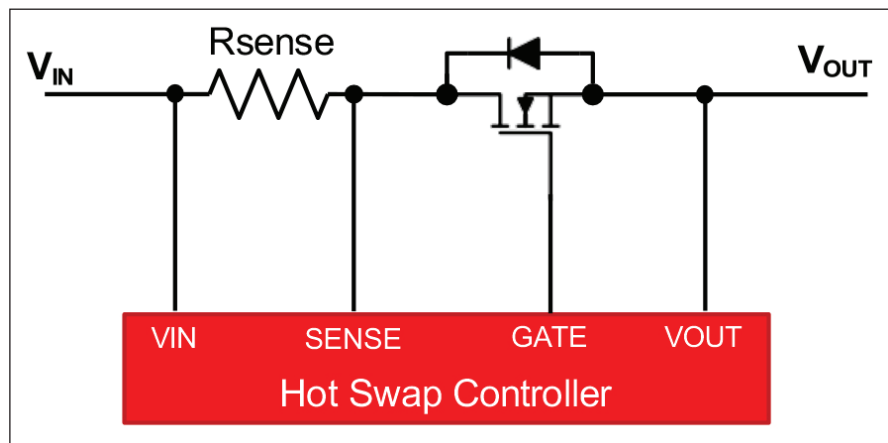 Rsense
VIN
VOUT
VIN SENSE GATE VOUT
Hot Swap Controller